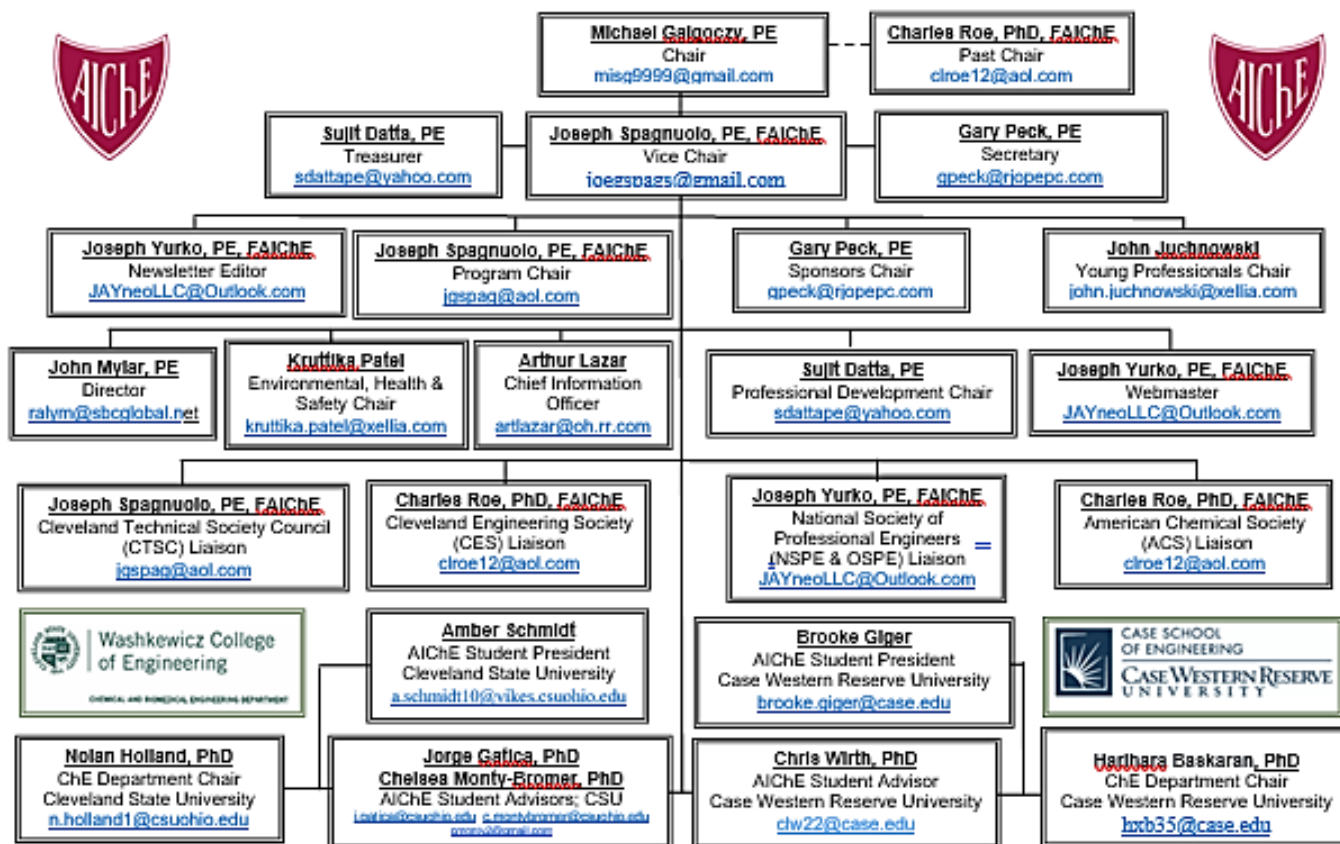 AIChE
Michael Galgoczy, PE
Chair
misg9999@gmail.com
Charles Roe, PhD, FAIChE
Past Chair
clroe12@aol.com
AIChE
Sujit Datta, PE
Treasurer
sdattape@yahoo.com
Joseph Spagnuolo, PE, FAIChE
Vice Chair
joegspags@gmail.com
Gary Peck, PE
Secretary
gpeck@rjopepc.com
Joseph Yurko, PE, FAIChE
Newsletter Editor
JAYneoLLC@Outlook.com
Joseph Spagnuolo, PE, FAIChE
Program Chair
jgspag@aol.com
Gary Peck, PE
Sponsors Chair
gpeck@rjopepc.com
John Juchnowski
Young Professionals Chair
john.juchnowski@xellia.com
John Mylar, PE
Director
ralym@sbcglobal.net
Kruttika Patel
Environmental, Health &
Safety Chair
kruttika.patel@xellia.com
Arthur Lazar
Chief Information
Officer
artlazar@oh.rr.com
Sujit Datta, PE
Professional Development Chair
sdattape@yahoo.com
Joseph Yurko, PE, FAIChE
Webmaster
JAYneoLLC@Outlook.com
Joseph Spagnuolo, PE, FAIChE
Cleveland Technical Society Council
(CTSC) Liaison
jgspag@aol.com
Charles Roe, PhD, FAIChE
Cleveland Engineering Society
(CES) Liaison
clroe12@aol.com
Joseph Yurko, PE, FAIChE
National Society of
Professional Engineers
(NSPE & OSPE) Liaison
JAYneoLLC@Outlook.com
Charles Roe, PhD, FAIChE
American Chemical Society
(ACS) Liaison
clroe12@aol.com
Washkewicz College
of Engineering
CHEMICAL AND BIOMEDICAL ENGINEERING DEPARTMENT
Amber Schmidt
AIChE Student President
Cleveland State University
a.schmidt10@vikes.csuohio.edu
Brooke Giger
AIChE Student President
Case Western Reserve University
brooke.giger@case.edu
CASE SCHOOL
OF ENGINEERING
CASE WESTERN RESERVE
UNIVERSITY
Nolan Holland, PhD
ChE Department Chair
Cleveland State University
n.holland1@csuohio.edu
Jorge Gatica, PhD
Chelsea Monty-Bromer, PhD
AIChE Student Advisors; CSU
j.gatica@csuohio.edu c.montybromer@csuohio.edu
Chris Wirth, PhD
AIChE Student Advisor
Case Western Reserve University
clw22@case.edu
Harihara Baskaran, PhD
ChE Department Chair
Case Western Reserve University
hxb35@case.edu